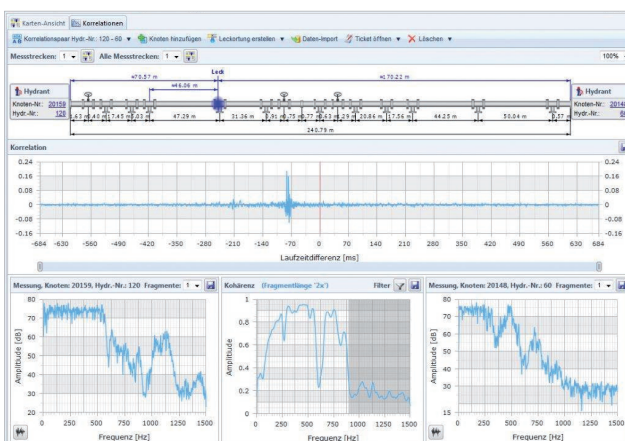 Karten-Ansicht Korrelationen
Korrelationspaar Hydr.-Nr.: 120 - 60 Knoten hinzufügen Leckortung erstellen Daten-Import Ticket öffnen Löschen
Messstrecken: 1 Alle Messstrecken: 1 100%
Leck
≈70.57 m ≈170.22 m
≈46.06 m
Hydrant Hydrant
Knoten-Nr.: 20159 Knoten-Nr.:
Hydr.-Nr.: 120 Hydr.-Nr.:
17.45 47.29 m 31.36 m 20.86 17.56 m 44.25 m 50.04 m
240.79 m
Korrelation
0.24 0.24
0.16 0.16
0.08 0.08
0 0
-0.08 -0.08
-0.16 -0.16
-684 -630 -560 -490 -420 -350 -280 -210 -140 -70 0 70 140 210 280 350 420 490 560 630 684
Laufzeitdifferenz [ms]
Messung, Knoten: 20159, Hydr.-Nr.: 120 Fragmente: 1
80
70
60
50
40
30
20
Amplitude [dB]
0 250 500 750 1000 1250 1500
Frequenz [Hz]
Kohärenz (Fragmentlänge '2x') Filter
1
0.8
0.6
0.4
0.2
0
Amplitude
0 250 500 750 1000 1250 1500
Frequenz [Hz]
Messung, Knoten: 20148, Hydr.-Nr.: 60 Fragmente: 1
80
75
60
45
30
15
Amplitude [dB]
0 250 500 750 1000 1250 1500
Frequenz [Hz]